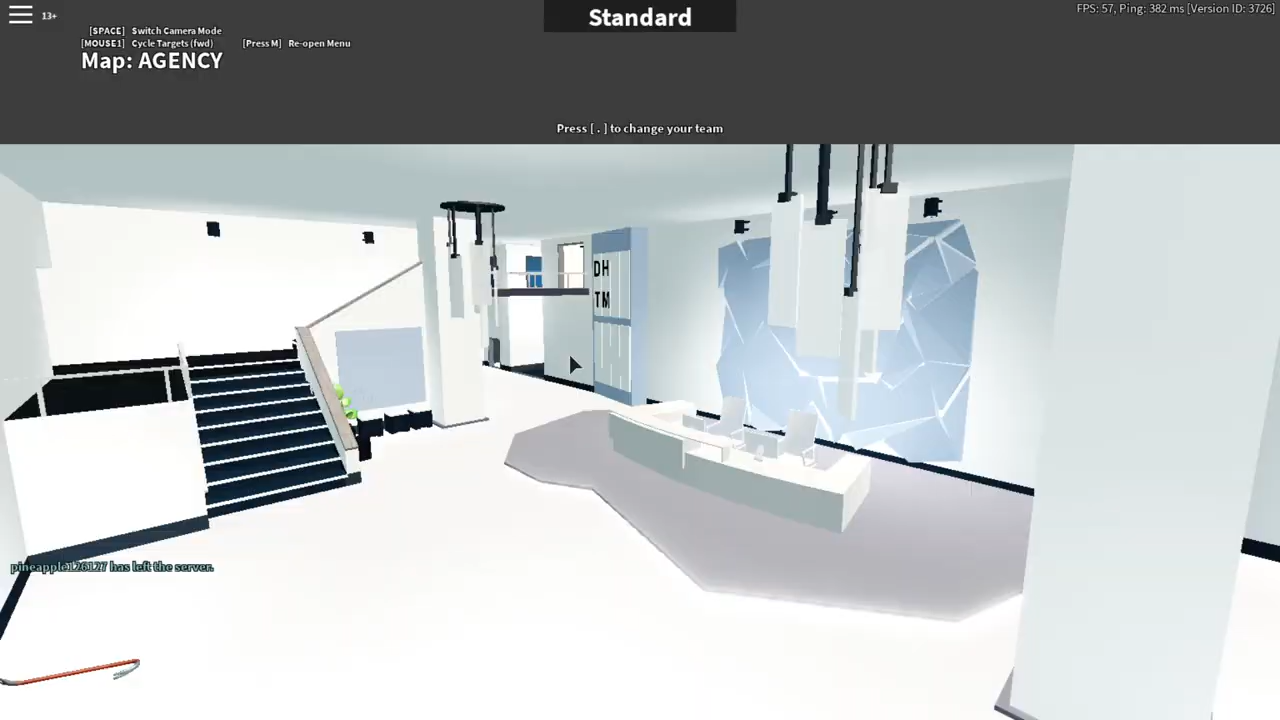 13+
Standard
FPS: 57, Ping: 382 ms [Version ID: 3726]
[SPACE] Switch Camera Mode
[MOUSE1] Cycle Targets (fwd) [Press M] Re-open Menu
Map: AGENCY
Press [ . ] to change your team
DH
TM
pineapple126127 has left the server.